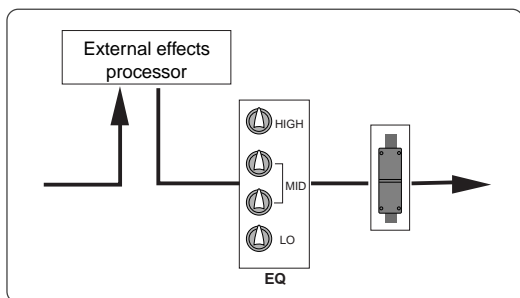 External effects
processor
HIGH
MID
LO
EQ